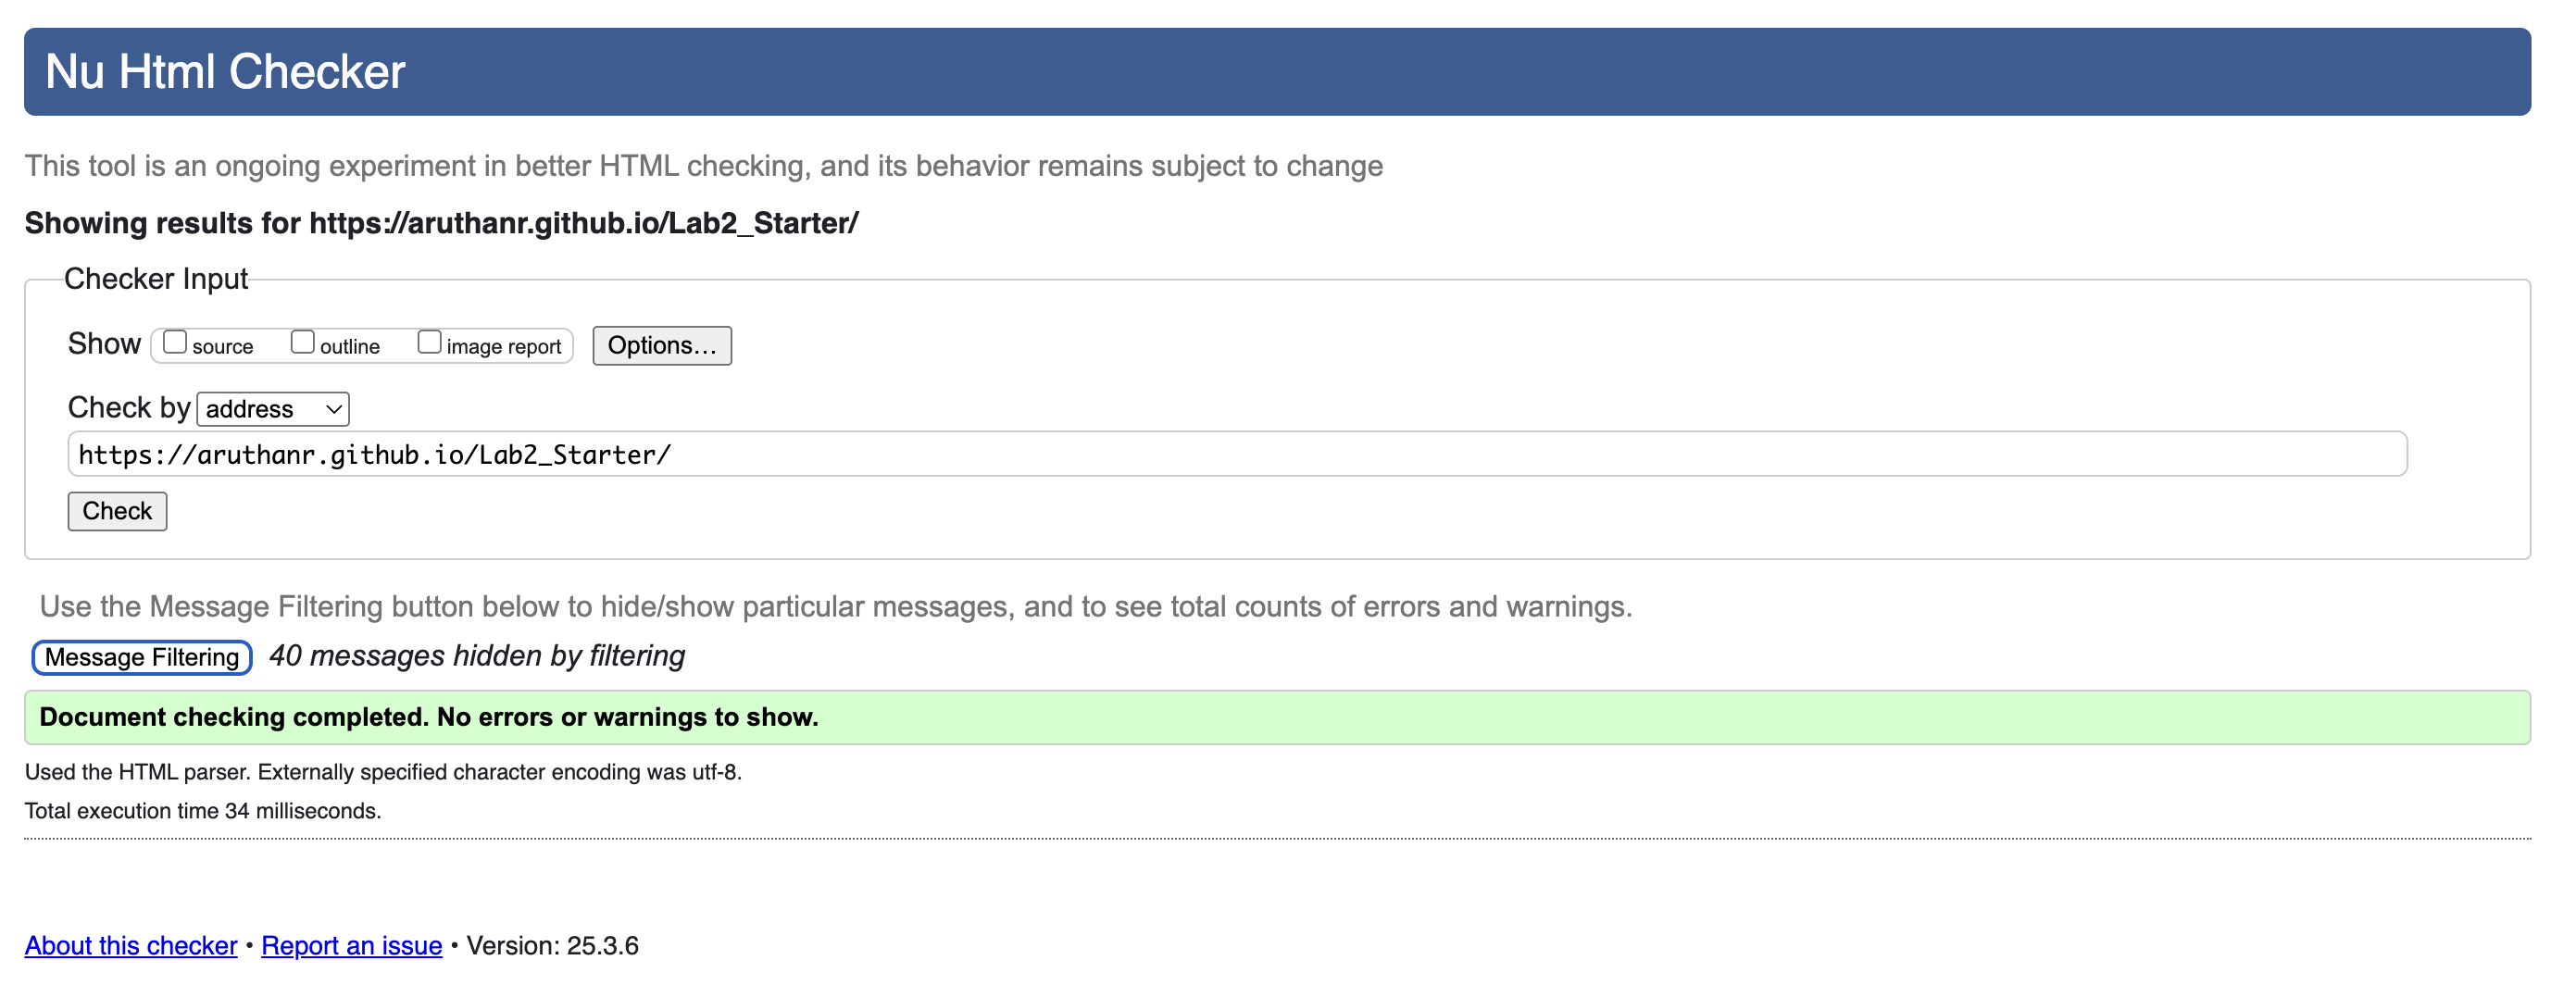 Nu Html Checker
This tool is an ongoing experiment in better HTML checking, and its behavior remains subject to change
Showing results for https://aruthanr.github.io/Lab2_Starter/
Checker Input
Show source outline image report Options...
Check by address
https://aruthanr.github.io/Lab2_Starter/
Check
Use the Message Filtering button below to hide/show particular messages, and to see total counts of errors and warnings.
Message Filtering 40 messages hidden by filtering
Document checking completed. No errors or warnings to show.
Used the HTML parser. Externally specified character encoding was utf-8.
Total execution time 34 milliseconds.
About this checker • Report an issue • Version: 25.3.6